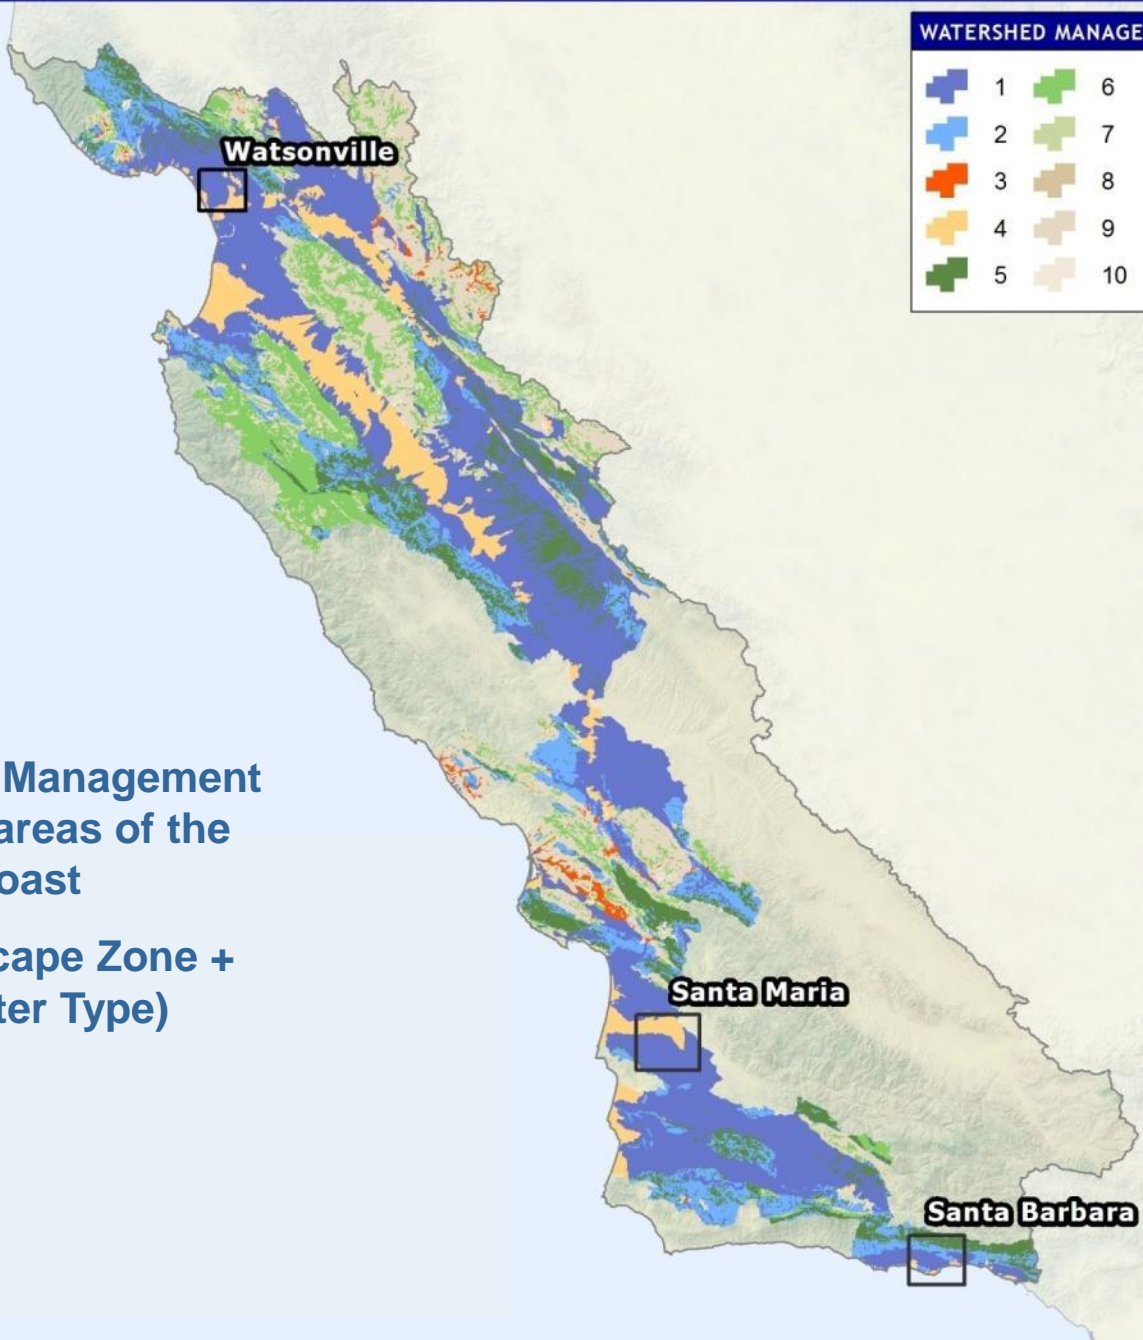 WATERSHED MANAGE
1 6
2 7
3 8
4 9
5 10
Watsonville
Management
areas of the
oast
cape Zone +
ter Type)
Santa Maria
Santa Barbara